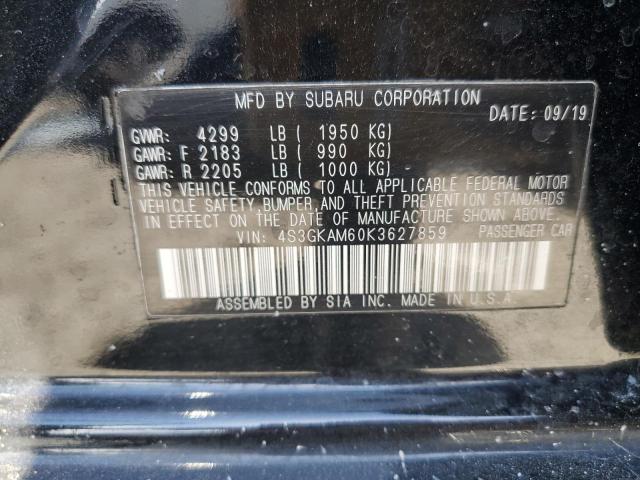 MFD BY SUBARU CORPORATION
DATE: 09/19
GVWR: 4299 LB ( 1950 KG)
GAWR: F 2183 LB ( 990 KG)
GAWR: R 2205 LB ( 1000 KG)
THIS VEHICLE CONFORMS TO ALL APPLICABLE FEDERAL MOTOR
VEHICLE SAFETY, BUMPER, AND THEFT PREVENTION STANDARDS
IN EFFECT ON THE DATE OF MANUFACTURE SHOWN ABOVE.
VIN: 4S3GKAM60K3627859 PASSENGER CAR
ASSEMBLED BY SIA INC. MADE IN U.S.A.